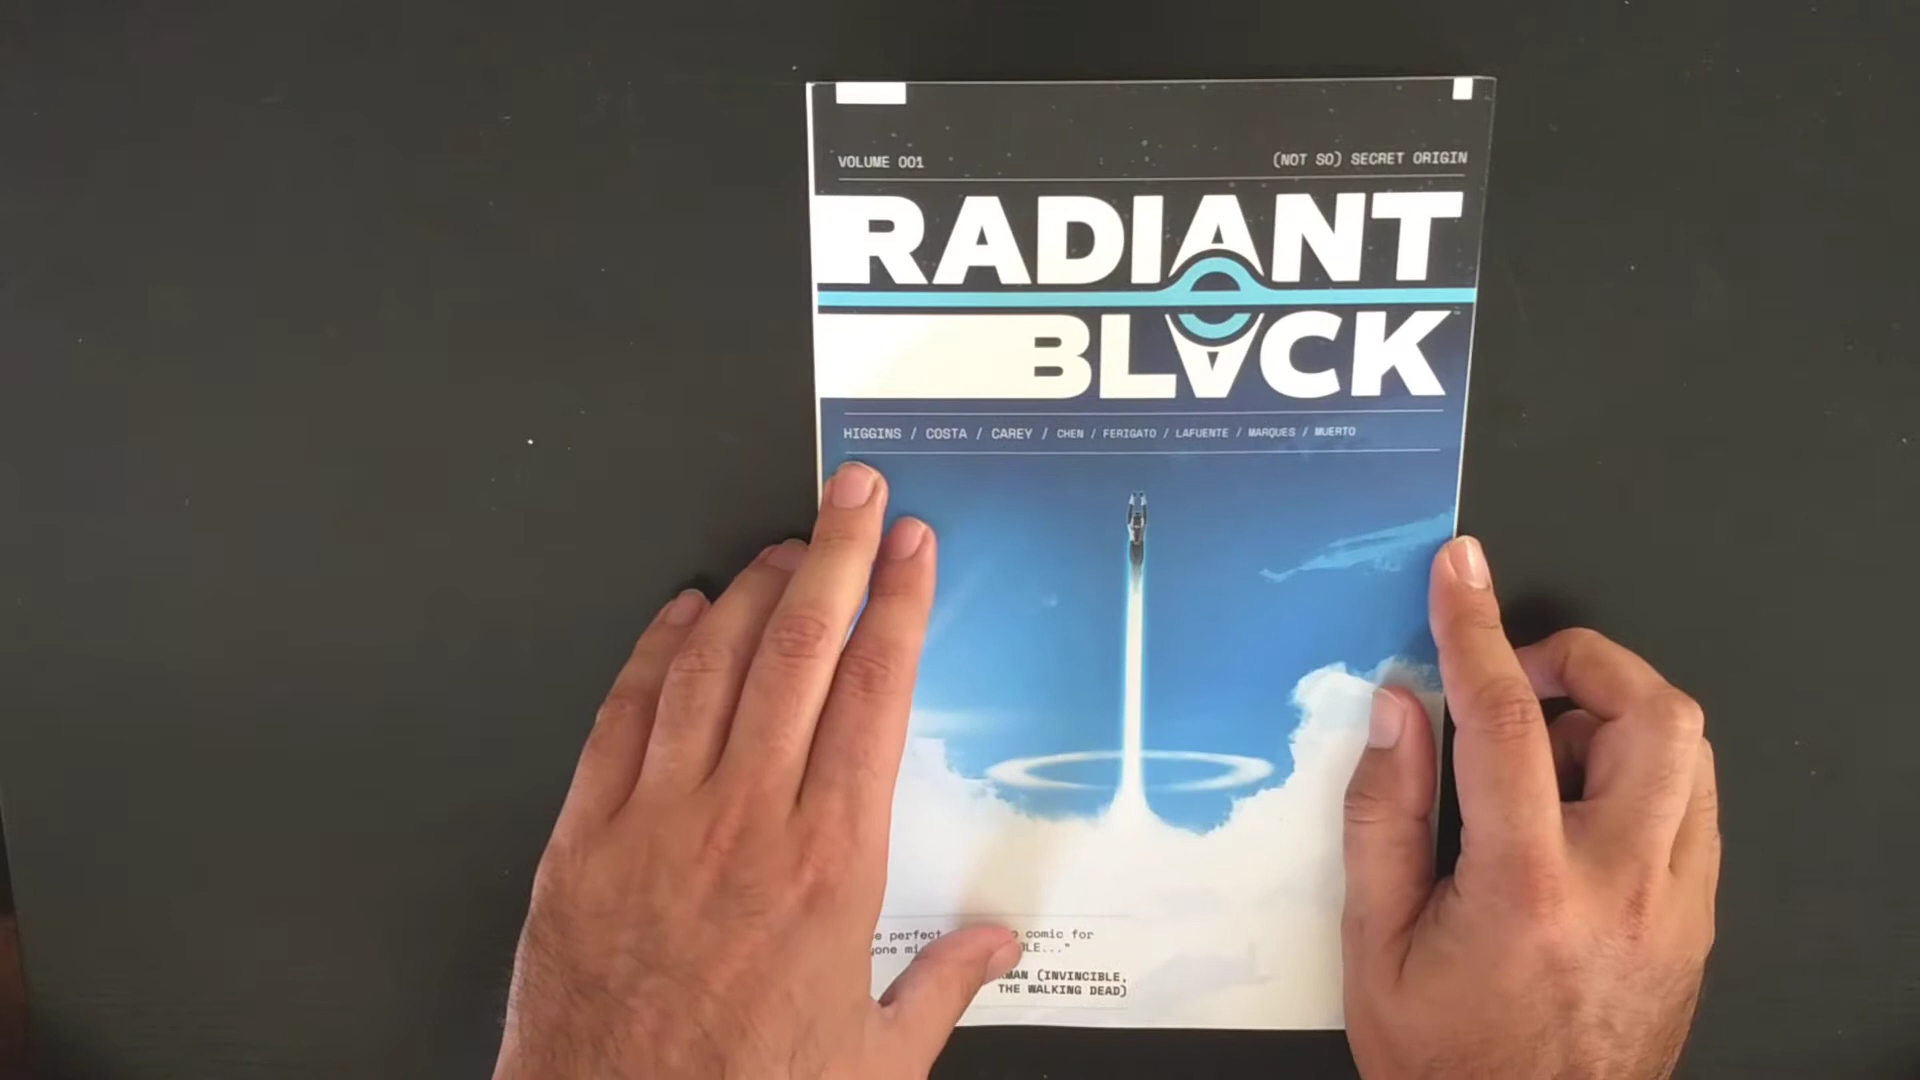 VOLUME 001
(NOT SO) SECRET ORIGIN
RADIANT
BLACK
HIGGINS / COSTA / CAREY / CHEN / FERIGATO / LAFUENTE / MARQUES / MUERTO
perfect comic for
(INVINCIBLE,
THE WALKING DEAD)